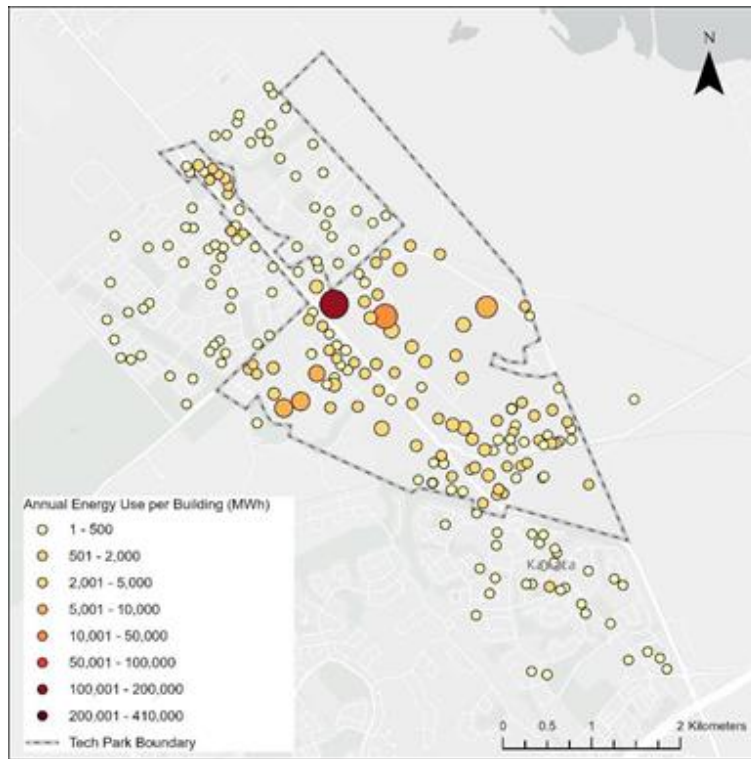 N
Kanata
Annual Energy Use per Building (MWh)
1 - 500
501 - 2,000
2,001 - 5,000
5,001 - 10,000
10,001 - 50,000
50,001 - 100,000
100,001 - 200,000
200,001 - 410,000
Tech Park Boundary
0 0.5 1 2 Kilometers